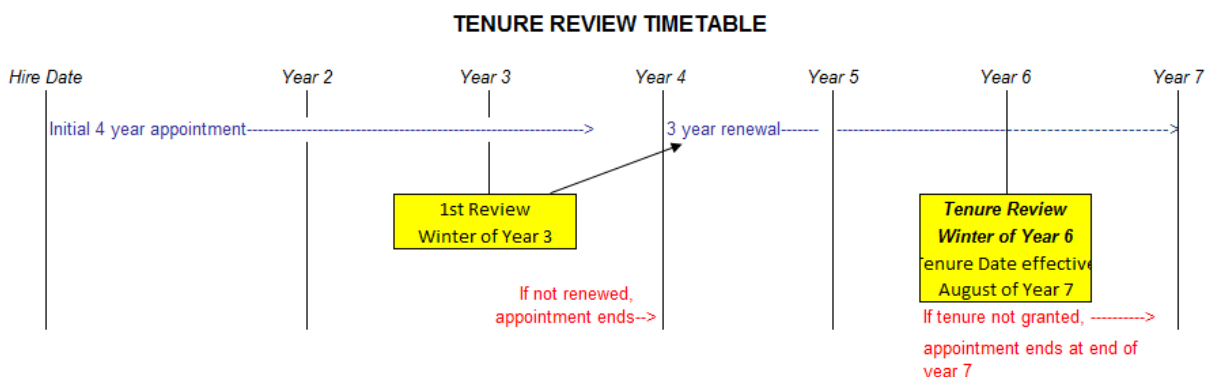 TENURE REVIEW TIMETABLE
Hire Date Year 2 Year 3 Year 4 Year 5 Year 6 Year 7
Initial 4 year appointment-----------------------------------------------------------> 3 year renewal------- ------------------------------------------------------->
1st Review
Winter of Year 3
Tenure Review
Winter of Year 6
Tenure Date effective
August of Year 7
If not renewed,
appointment ends-->
If tenure not granted, ---------->
appointment ends at end of
year 7